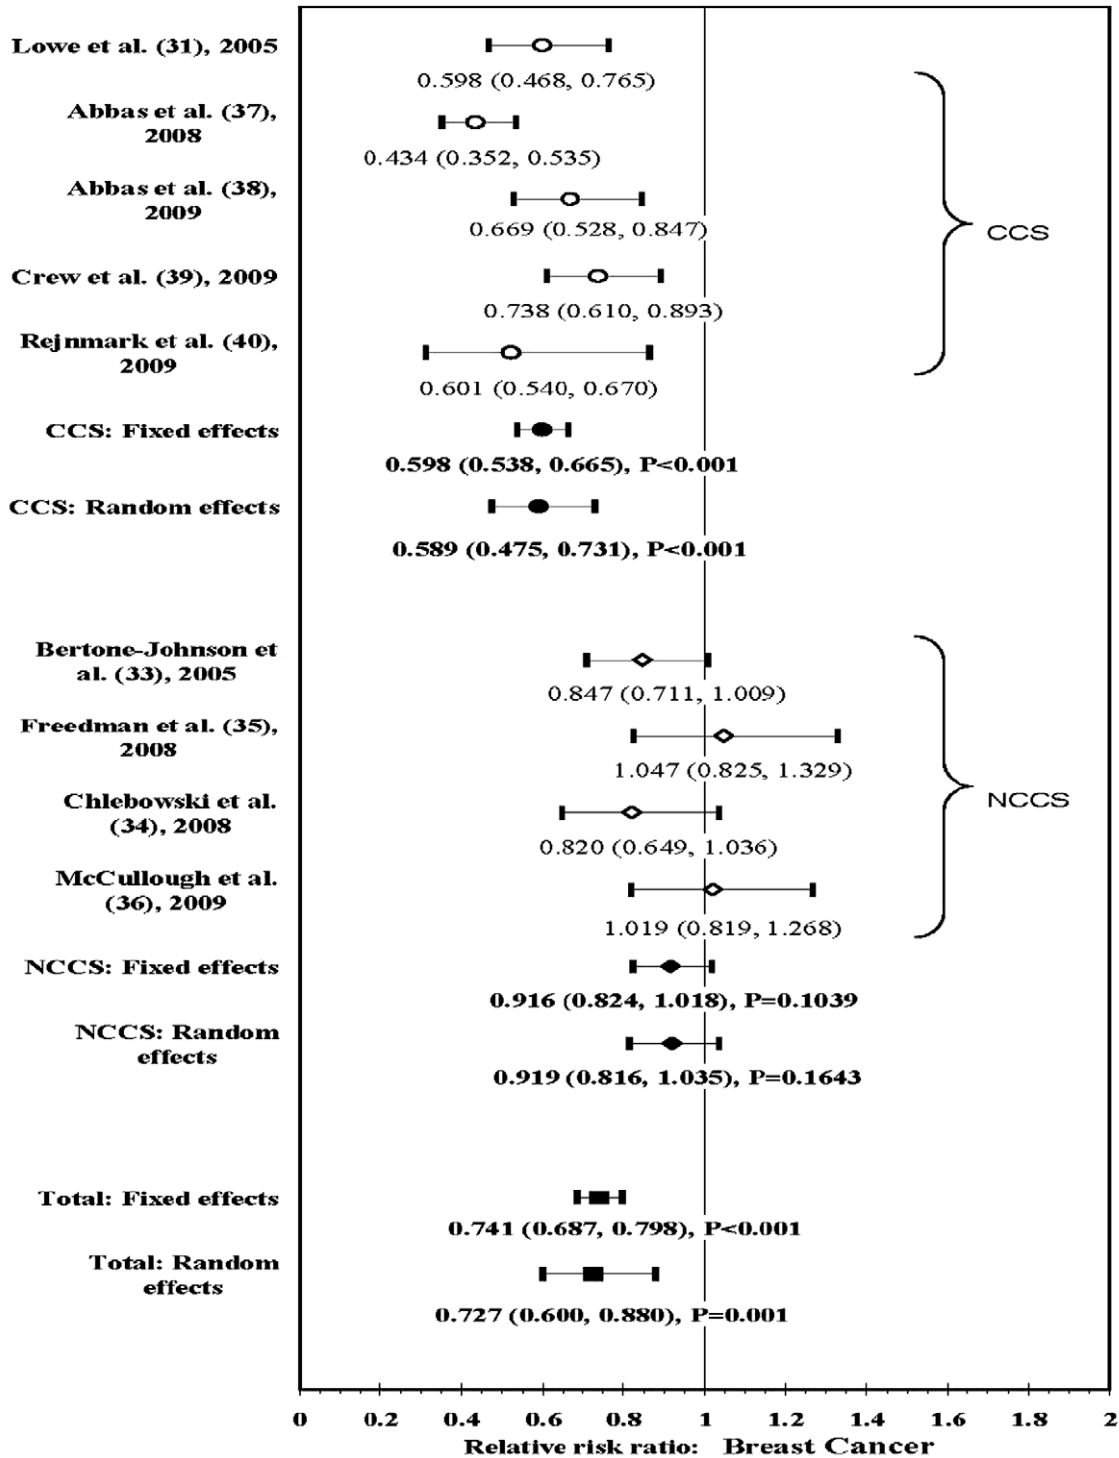 Lowe et al. (31), 2005
0.598 (0.468, 0.765)
Abbas et al. (37),
2008
0.434 (0.352, 0.535)
Abbas et al. (38),
2009
0.669 (0.528, 0.847)
CCS
Crew et al. (39), 2009
0.738 (0.610, 0.893)
Rejnmark et al. (40),
2009
0.601 (0.540, 0.670)
CCS: Fixed effects
0.598 (0.538, 0.665), P<0.001
CCS: Random effects
0.589 (0.475, 0.731), P<0.001
Bertone-Johnson et
al. (33), 2005
0.847 (0.711, 1.009)
Freedman et al. (35),
2008
1.047 (0.825, 1.329)
NCCS
Chlebowski et al.
(34), 2008
0.820 (0.649, 1.036)
McCullough et al.
(36), 2009
1.019 (0.819, 1.268)
NCCS: Fixed effects
0.916 (0.824, 1.018), P=0.1039
NCCS: Random
effects
0.919 (0.816, 1.035), P=0.1643
Total: Fixed effects
0.741 (0.687, 0.798), P<0.001
Total: Random
effects
0.727 (0.600, 0.880), P=0.001
0 0.2 0.4 0.6 0.8 1 1.2 1.4 1.6 1.8 2
Relative risk ratio: Breast Cancer